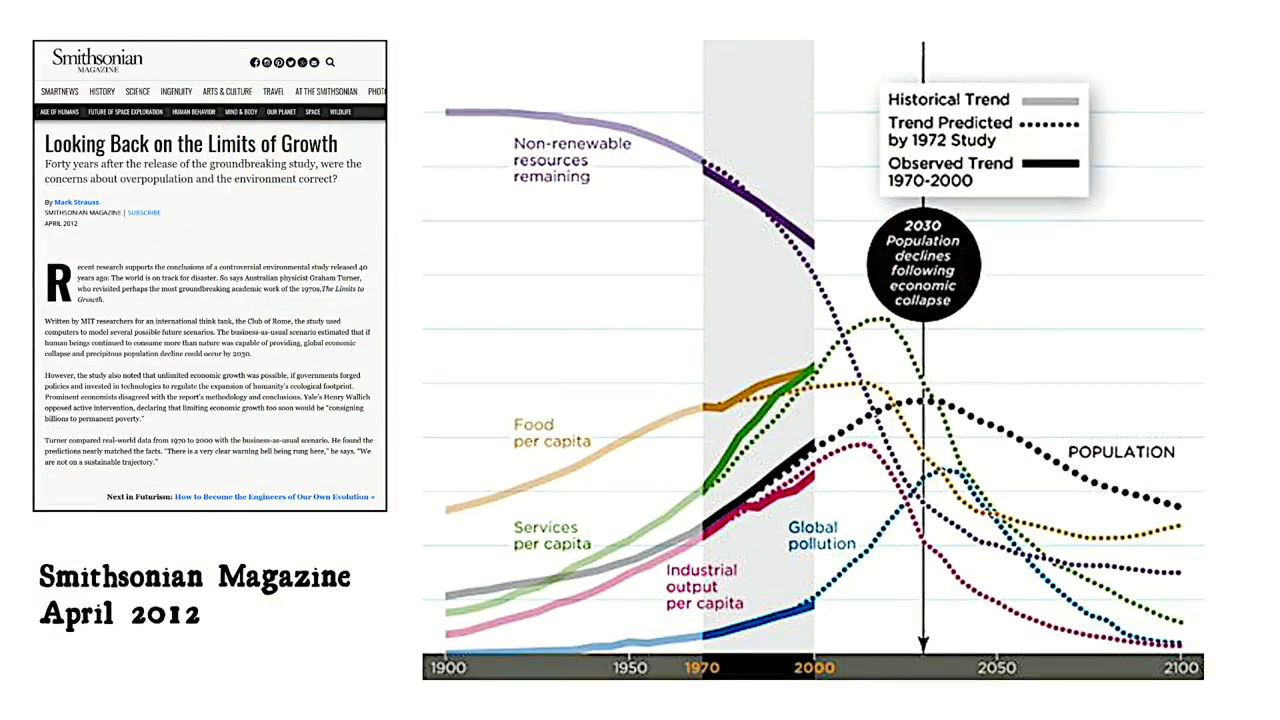 Smithsonian
MAGAZINE
SMARTNEWS HISTORY SCIENCE INGENUITY ARTS & CULTURE TRAVEL AT THE SMITHSONIAN PHOT
AGE OF HUMANS FUTURE OF SPACE EXPLORATION HUMAN BEHAVIOR MIND & BODY OUR PLANET SPACE WILDLIFE
Looking Back on the Limits of Growth
Forty years after the release of the groundbreaking study, were the
concerns about overpopulation and the environment correct?
By Mark Strauss
SMITHSONIAN MAGAZINE | SUBSCRIBE
APRIL 2012
Recent research supports the conclusions of a controversial environmental study released 40
years ago: The world is on track for disaster. So says Australian physicist Graham Turner,
who revisited perhaps the most groundbreaking academic work of the 1970s,The Limits to
Growth.
Written by MIT researchers for an international think tank, the Club of Rome, the study used
computers to model several possible future scenarios. The business-as-usual scenario estimated that if
human beings continued to consume more than nature was capable of providing, global economic
collapse and precipitous population decline could occur by 2030.
However, the study also noted that unlimited economic growth was possible, if governments forged
policies and invested in technologies to regulate the expansion of humanity's ecological footprint.
Prominent economists disagreed with the report's methodology and conclusions. Yale's Henry Wallich
opposed active intervention, declaring that limiting economic growth too soon would be "consigning
billions to permanent poverty."
Turner compared real-world data from 1970 to 2000 with the business-as-usual scenario. He found the
predictions nearly matched the facts. "There is a very clear warning bell being rung here," he says. "We
are not on a sustainable trajectory."
Next in Futurism: How to Become the Engineers of Our Own Evolution »
Smithsonian Magazine
April 2012
Historical Trend
Trend Predicted
by 1972 Study
Observed Trend
1970-2000
2030
Population
declines
following
economic
collapse
Non-renewable
resources
remaining
Food
per capita
Services
per capita
Industrial
output
per capita
Global
pollution
POPULATION
1900 1950 1970 2000 2050 2100